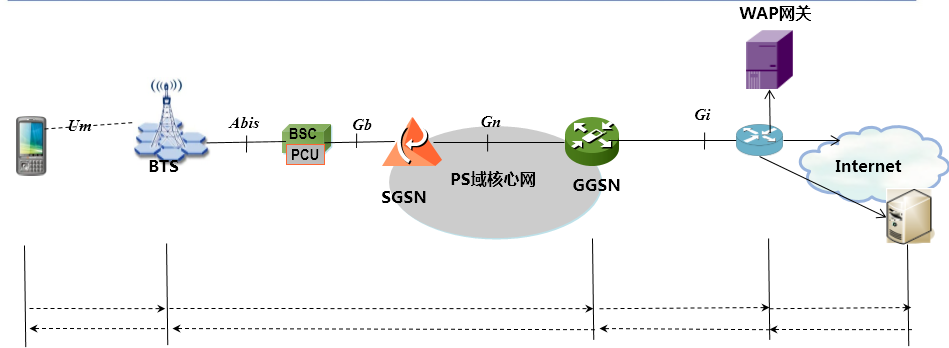 WAP网关
Um
BTS
Abis
BSC
PCU
Gb
SGSN
Gn
PS域核心网
GGSN
Gi
Internet